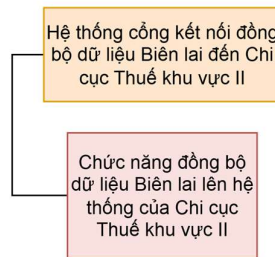 Hệ thống cổng kết nối đồng
bộ dữ liệu Biên lai đến Chi
cục Thuế khu vực II
Chức năng đồng bộ
dữ liệu Biên lai lên hệ
thống của Chi cục
Thuế khu vực II